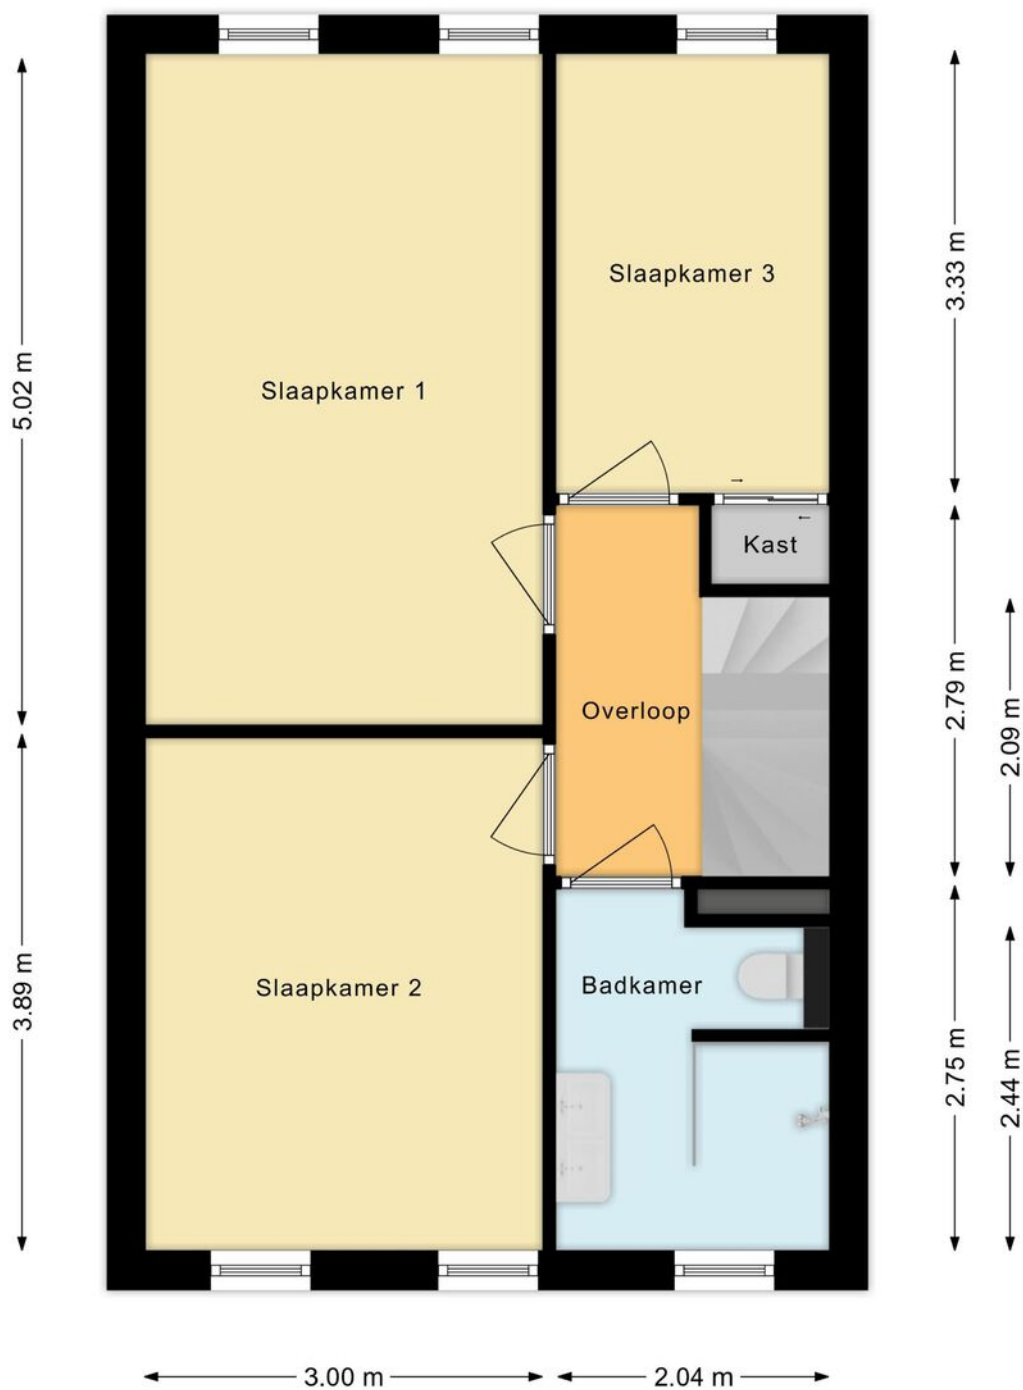 Slaapkamer 3
3.33 m
5.02 m
Slaapkamer 1
Kast
Overloop
2.79 m
2.09 m
Slaapkamer 2
Badkamer
3.89 m
2.75 m
2.44 m
3.00 m
2.04 m